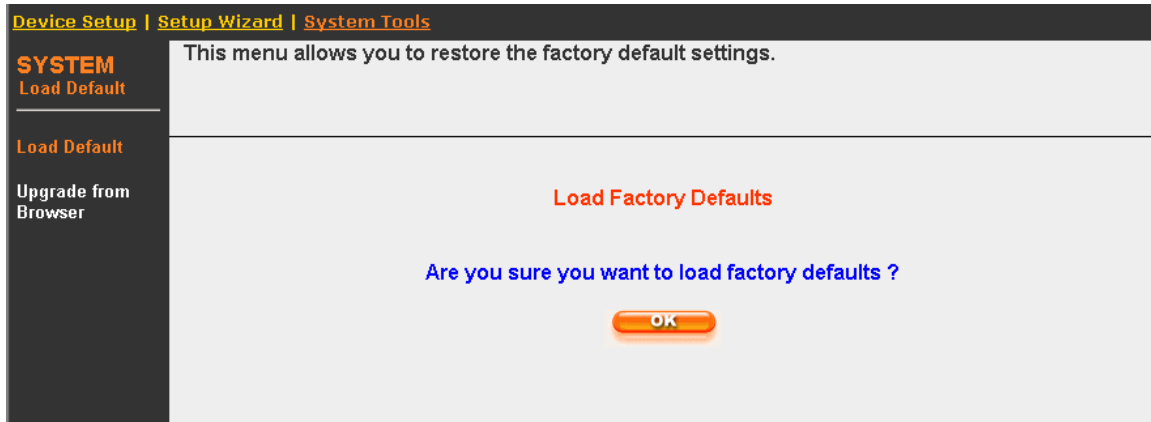 Device Setup | Setup Wizard | System Tools
SYSTEM
Load Default
Load Default
Upgrade from
Browser
This menu allows you to restore the factory default settings.
Load Factory Defaults
Are you sure you want to load factory defaults ?
OK